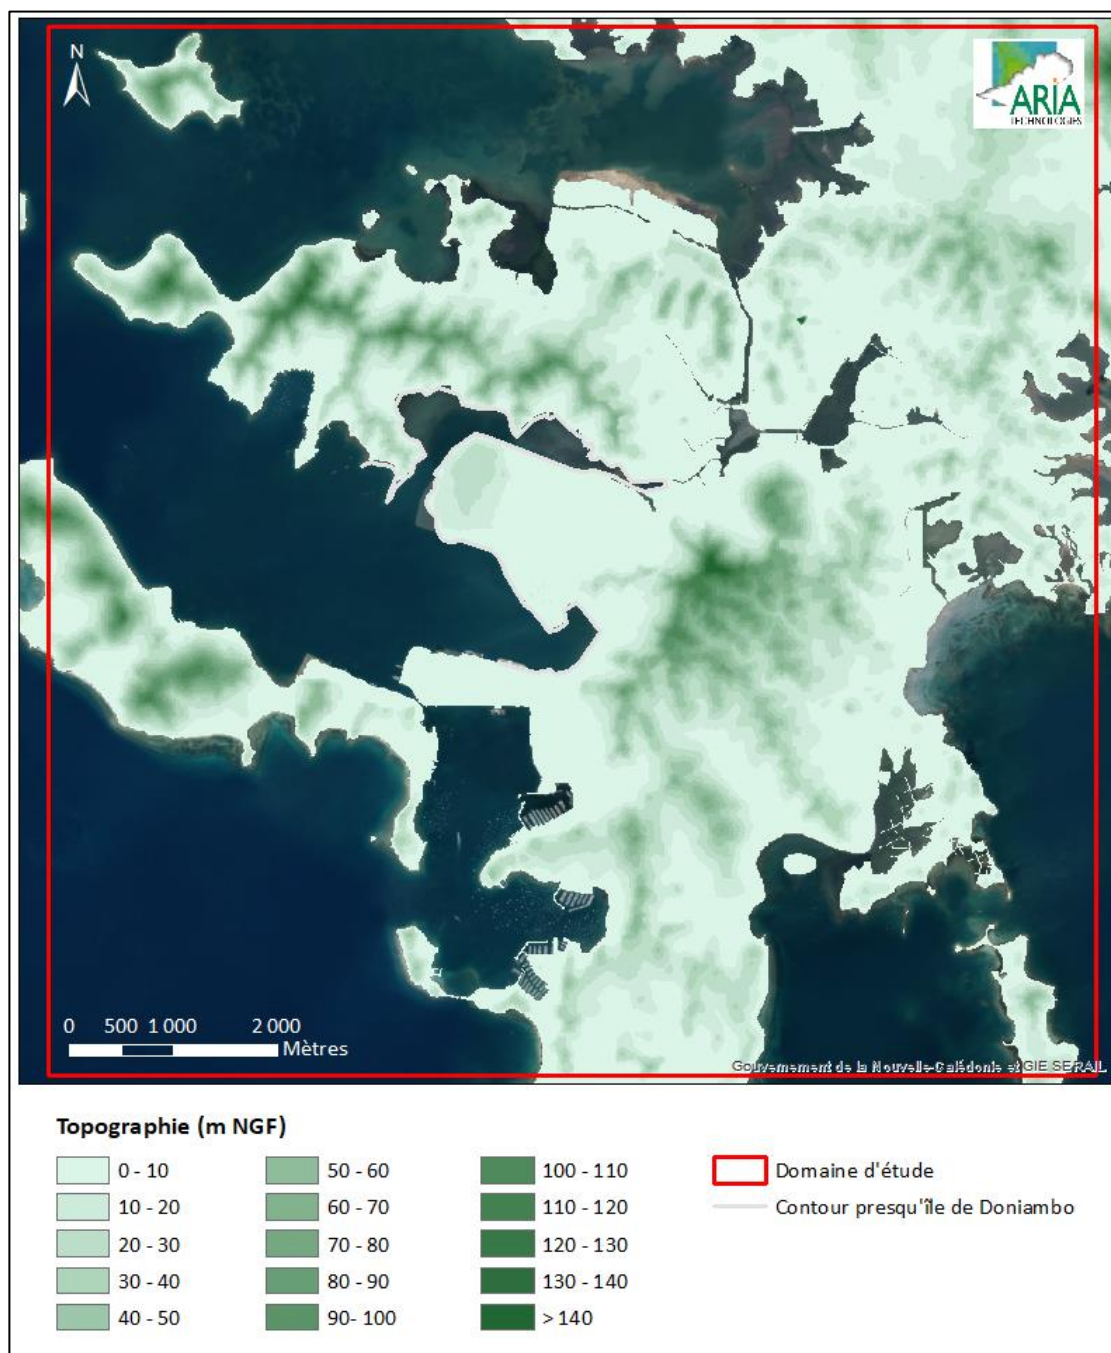 N
ARIA
TECHNOLOGIES
0 500 1 000 2 000
Mètres
Gouvernement de la Nouvelle-Calédonie et GIE SERAIL
Topographie (m NGF)
0 - 10
10 - 20
20 - 30
30 - 40
40 - 50
50 - 60
60 - 70
70 - 80
80 - 90
90- 100
100 - 110
110 - 120
120 - 130
130 - 140
> 140
Domaine d'étude
Contour presqu'île de Doniambo